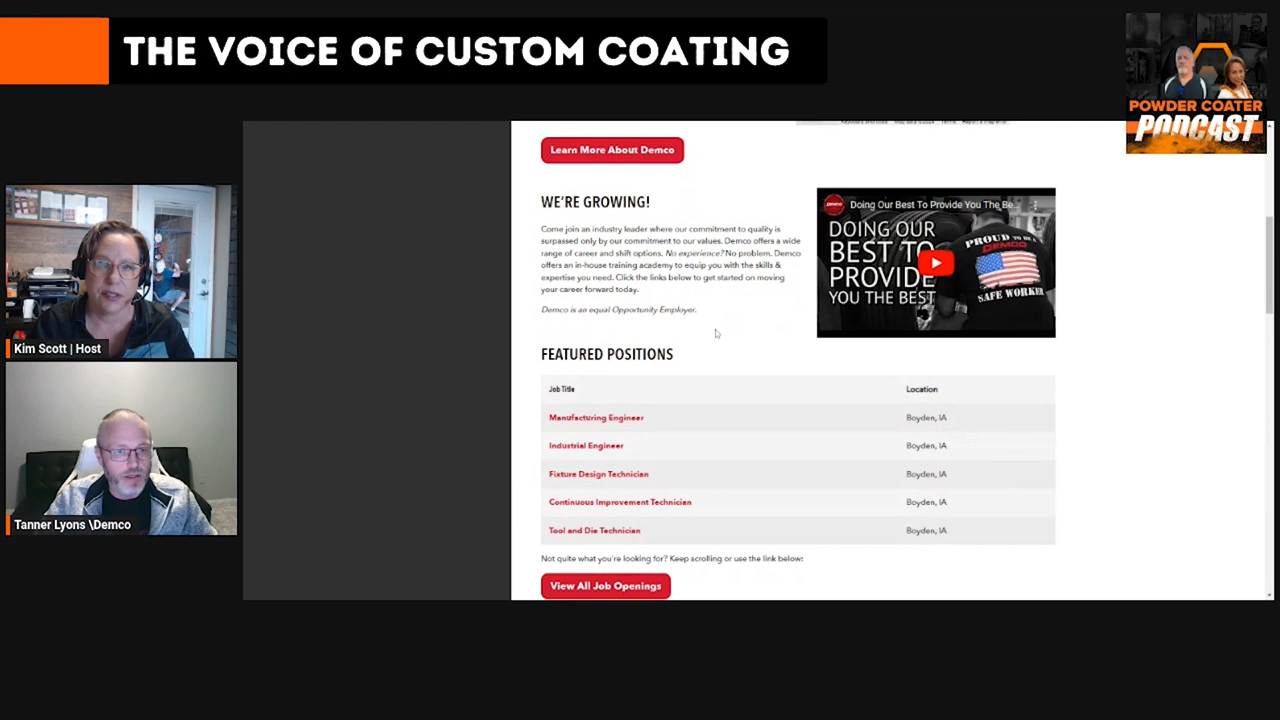 THE VOICE OF CUSTOM COATING
POWDER COATER
PODCAST
Kim Scott | Host
Tanner Lyons \Demco
Learn More About Demco
WE'RE GROWING!
Come join an industry leader where our commitment to quality is
surpassed only by our commitment to our values. Demco offers a wide
range of career and shift options. No experience? No problem. Demco
offers an in-house training academy to equip you with the skills &
expertise you need. Click the links below to get started on moving
your career forward today.
Demco is an equal Opportunity Employer.
Doing Our Best To Provide You The Be...
DOING OUR
BEST TO
PROVIDE
YOU THE BEST
PROUD TO BE A
DEMCO
SAFE WORKER
FEATURED POSITIONS
Job Title Location
Manufacturing Engineer Boyden, IA
Industrial Engineer Boyden, IA
Fixture Design Technician Boyden, IA
Continuous Improvement Technician Boyden, IA
Tool and Die Technician Boyden, IA
Not quite what you're looking for? Keep scrolling or use the link below:
View All Job Openings